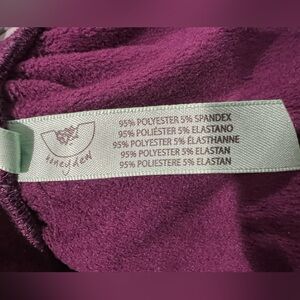 honeydew
95% POLYESTER 5% SPANDEX
95% POLIÉSTER 5% ELASTANO
95% POLYESTER 5% ÉLASTHANNE
95% POLYESTER 5% ELASTAN
95% POLIESTERE 5% ELASTAN